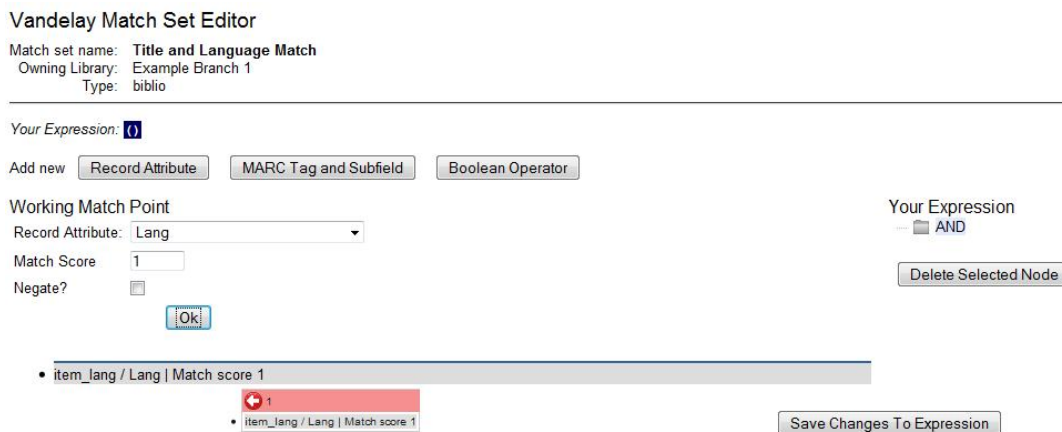 Vandelay Match Set Editor
Match set name: Title and Language Match
Owning Library: Example Branch 1
Type: biblio
Your Expression: ()
Add new Record Attribute MARC Tag and Subfield Boolean Operator
Working Match Point
Record Attribute: Lang
Match Score 1
Negate?
Ok
Your Expression
AND
Delete Selected Node
• item_lang / Lang | Match score 1
1
• item_lang / Lang | Match score 1
Save Changes To Expression